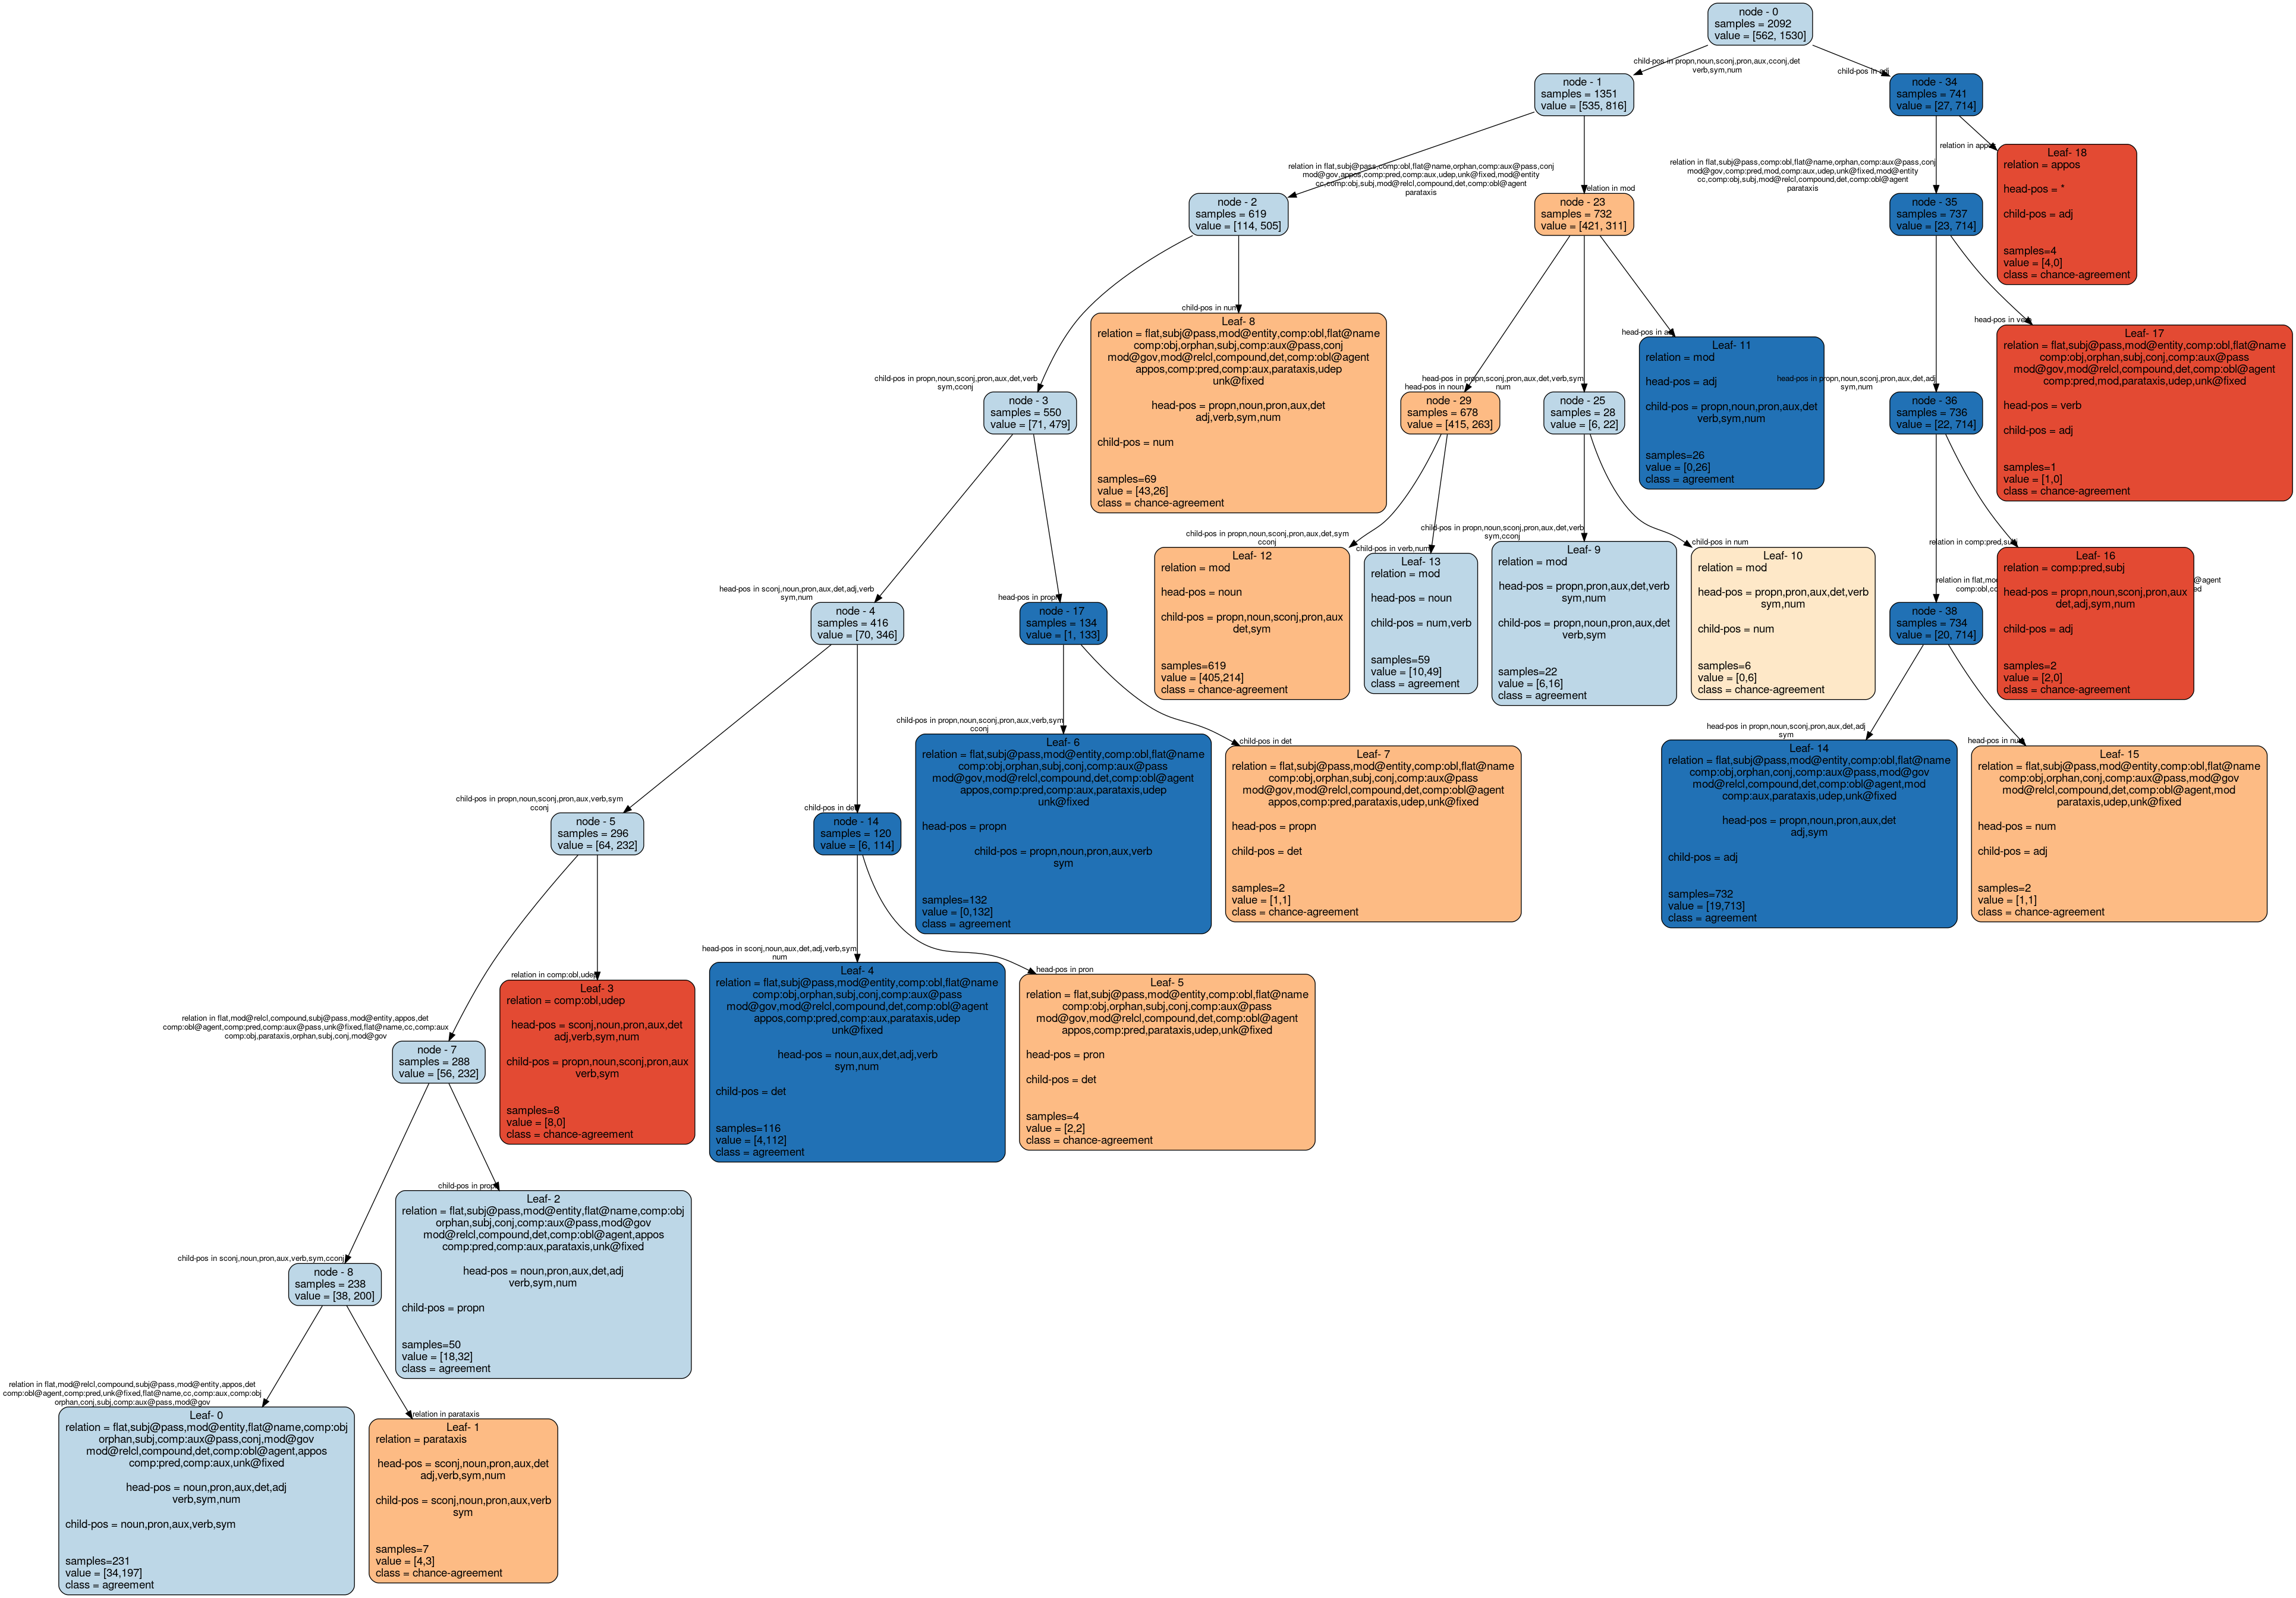 node - 0
samples = 2092
value = [562, 1530]
child-pos in propn,noun,sconj,pron,aux,cconj,det
verb,sym,num
child-pos in adj
node - 1
samples = 1351
value = [535, 816]
node - 34
samples = 741
value = [27, 714]
relation in flat,subj@pass,comp:obl,flat@name,orphan,comp:aux@pass,conj
mod@gov,appos,comp:pred,comp:aux,udep,unk@fixed,mod@entity
cc,comp:obj,subj,mod@relcl,compound,det,comp:obl@agent
parataxis
relation in mod
relation in flat,subj@pass,comp:obl,flat@name,orphan,comp:aux@pass,conj
mod@gov,comp:pred,mod,comp:aux,udep,unk@fixed,mod@entity
cc,comp:obj,subj,mod@relcl,compound,det,comp:obl@agent
parataxis
relation in appos
Leaf- 18
relation = appos
head-pos = *
child-pos = adj
samples=4
value = [4,0]
class = chance-agreement
node - 2
samples = 619
value = [114, 505]
node - 23
samples = 732
value = [421, 311]
node - 35
samples = 737
value = [23, 714]
child-pos in num
Leaf- 8
relation = flat,subj@pass,mod@entity,comp:obl,flat@name
comp:obj,orphan,subj,comp:aux@pass,conj
mod@gov,mod@relcl,compound,det,comp:obl@agent
appos,comp:pred,comp:aux,parataxis,udep
unk@fixed
head-pos = propn,noun,pron,aux,det
adj,verb,sym,num
child-pos = num
samples=69
value = [43,26]
class = chance-agreement
head-pos in
Leaf- 11
relation = mod
head-pos = adj
child-pos = propn,noun,pron,aux,det
verb,sym,num
samples=26
value = [0,26]
class = agreement
head-pos in verb
Leaf- 17
relation = flat,subj@pass,mod@entity,comp:obl,flat@name
comp:obj,orphan,subj,conj,comp:aux@pass
mod@gov,mod@relcl,compound,det,comp:obl@agent
comp:pred,mod,parataxis,udep,unk@fixed
head-pos = verb
child-pos = adj
samples=1
value = [1,0]
class = chance-agreement
child-pos in propn,noun,sconj,pron,aux,det,verb
sym,cconj
node - 3
samples = 550
value = [71, 479]
head-pos in noun
node - 29
samples = 678
value = [415, 263]
head-pos in propn,sconj,pron,aux,det,verb,sym
num
node - 25
samples = 28
value = [6, 22]
head-pos in propn,noun,sconj,pron,aux,det,adj
sym,num
node - 36
samples = 736
value = [22, 714]
child-pos in propn,noun,sconj,pron,aux,det,sym
cconj
Leaf- 12
relation = mod
head-pos = noun
child-pos = propn,noun,sconj,pron,aux
det,sym
samples=619
value = [405,214]
class = chance-agreement
child-pos in verb,num
Leaf- 13
relation = mod
head-pos = noun
child-pos = num,verb
samples=59
value = [10,49]
class = agreement
child-pos in propn,noun,sconj,pron,aux,det,verb
sym,cconj
Leaf- 9
relation = mod
head-pos = propn,pron,aux,det,verb
sym,num
child-pos = propn,noun,pron,aux,det
verb,sym
samples=22
value = [6,16]
class = agreement
child-pos in num
Leaf- 10
relation = mod
head-pos = propn,pron,aux,det,verb
sym,num
child-pos = num
samples=6
value = [0,6]
class = chance-agreement
relation in comp:pred,subj
Leaf- 16
relation = comp:pred,subj
head-pos = propn,noun,sconj,pron,aux
det,adj,sym,num
child-pos = adj
samples=2
value = [2,0]
class = chance-agreement
head-pos in sconj,noun,pron,aux,det,adj,verb
sym,num
node - 4
samples = 416
value = [70, 346]
head-pos in propn
node - 17
samples = 134
value = [1, 133]
node - 38
samples = 734
value = [20, 714]
child-pos in propn,noun,sconj,pron,aux,verb,sym
cconj
Leaf- 6
relation = flat,subj@pass,mod@entity,comp:obl,flat@name
comp:obj,orphan,subj,conj,comp:aux@pass
mod@gov,mod@relcl,compound,det,comp:obl@agent
appos,comp:pred,comp:aux,parataxis,udep
unk@fixed
head-pos = propn
child-pos = propn,noun,pron,aux,verb
sym
samples=132
value = [0,132]
class = agreement
child-pos in det
Leaf- 7
relation = flat,subj@pass,mod@entity,comp:obl,flat@name
comp:obj,orphan,subj,conj,comp:aux@pass
mod@gov,mod@relcl,compound,det,comp:obl@agent
appos,comp:pred,parataxis,udep,unk@fixed
head-pos = propn
child-pos = det
samples=2
value = [1,1]
class = chance-agreement
head-pos in propn,noun,sconj,pron,aux,det,adj
sym
Leaf- 14
relation = flat,subj@pass,mod@entity,comp:obl,flat@name
comp:obj,orphan,conj,comp:aux@pass,mod@gov
mod@relcl,compound,det,comp:obl@agent,mod
comp:aux,parataxis,udep,unk@fixed
head-pos = propn,noun,pron,aux,det
adj,sym
child-pos = adj
samples=732
value = [19,713]
class = agreement
head-pos in num
Leaf- 15
relation = flat,subj@pass,mod@entity,comp:obl,flat@name
comp:obj,orphan,conj,comp:aux@pass,mod@gov
mod@relcl,compound,det,comp:obl@agent,mod
parataxis,udep,unk@fixed
head-pos = num
child-pos = adj
samples=2
value = [1,1]
class = chance-agreement
child-pos in propn,noun,sconj,pron,aux,verb,sym
cconj
node - 5
samples = 296
value = [64, 232]
child-pos in det
node - 14
samples = 120
value = [6, 114]
relation in comp:obl,udep
Leaf- 3
relation = comp:obl,udep
head-pos = sconj,noun,pron,aux,det
adj,verb,sym,num
child-pos = propn,noun,sconj,pron,aux
verb,sym
samples=8
value = [8,0]
class = chance-agreement
head-pos in sconj,noun,aux,det,adj,verb,sym
num
Leaf- 4
relation = flat,subj@pass,mod@entity,comp:obl,flat@name
comp:obj,orphan,subj,conj,comp:aux@pass
mod@gov,mod@relcl,compound,det,comp:obl@agent
appos,comp:pred,comp:aux,parataxis,udep
unk@fixed
head-pos = noun,aux,det,adj,verb
sym,num
child-pos = det
samples=116
value = [4,112]
class = agreement
head-pos in pron
Leaf- 5
relation = flat,subj@pass,mod@entity,comp:obl,flat@name
comp:obj,orphan,subj,conj,comp:aux@pass
mod@gov,mod@relcl,compound,det,comp:obl@agent
appos,comp:pred,parataxis,udep,unk@fixed
head-pos = pron
child-pos = det
samples=4
value = [2,2]
class = chance-agreement
relation in flat,mod@relcl,compound,subj@pass,mod@entity,appos,det
comp:obl@agent,comp:pred,comp:aux@pass,unk@fixed,flat@name,cc,comp:aux
comp:obj,parataxis,orphan,subj,conj,mod@gov
node - 7
samples = 288
value = [56, 232]
child-pos in propn
Leaf- 2
relation = flat,subj@pass,mod@entity,flat@name,comp:obj
orphan,subj,conj,comp:aux@pass,mod@gov
mod@relcl,compound,det,comp:obl@agent,appos
comp:pred,comp:aux,parataxis,unk@fixed
head-pos = noun,pron,aux,det,adj
verb,sym,num
child-pos = propn
samples=50
value = [18,32]
class = agreement
child-pos in sconj,noun,pron,aux,verb,sym,cconj
node - 8
samples = 238
value = [38, 200]
relation in flat,mod@relcl,compound,subj@pass,mod@entity,appos,det
comp:obl@agent,comp:pred,unk@fixed,flat@name,cc,comp:aux,comp:obj
orphan,conj,subj,comp:aux@pass,mod@gov
Leaf- 0
relation = flat,subj@pass,mod@entity,flat@name,comp:obj
orphan,subj,comp:aux@pass,conj,mod@gov
mod@relcl,compound,det,comp:obl@agent,appos
comp:pred,comp:aux,unk@fixed
head-pos = noun,pron,aux,det,adj
verb,sym,num
child-pos = noun,pron,aux,verb,sym
samples=231
value = [34,197]
class = agreement
relation in parataxis
Leaf- 1
relation = parataxis
head-pos = sconj,noun,pron,aux,det
adj,verb,sym,num
child-pos = sconj,noun,pron,aux,verb
sym
samples=7
value = [4,3]
class = chance-agreement